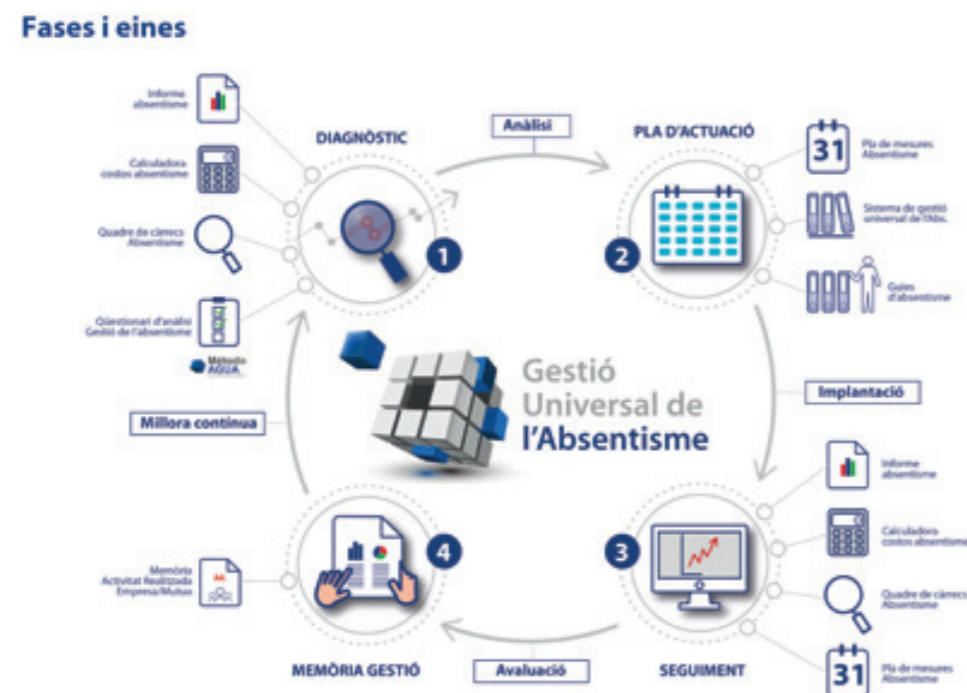 Fases i eines
Informe
absentisme
Calculadora
costos absentisme
Quadre de càrrecs
Absentisme
Qüestionari d'anàlisi
Gestió de l'absentisme
Método
AGUA
DIAGNÒSTIC
1
Anàlisi
PLA D'ACTUACIÓ
2
31
Pla de mesures
Absentisme
Sistema de gestió
universal de l'Abs.
Guies
d'absentisme
Implantació
Gestió
Universal de
l'Absentisme
Millora contínua
Informe
absentisme
Calculadora
costos absentisme
Quadre de càrrecs
Absentisme
31
Pla de mesures
Absentisme
3
SEGUIMENT
Avaluació
4
MEMÒRIA GESTIÓ
Memòria
Activitat Realitzada
Empresa/Mutua
AA